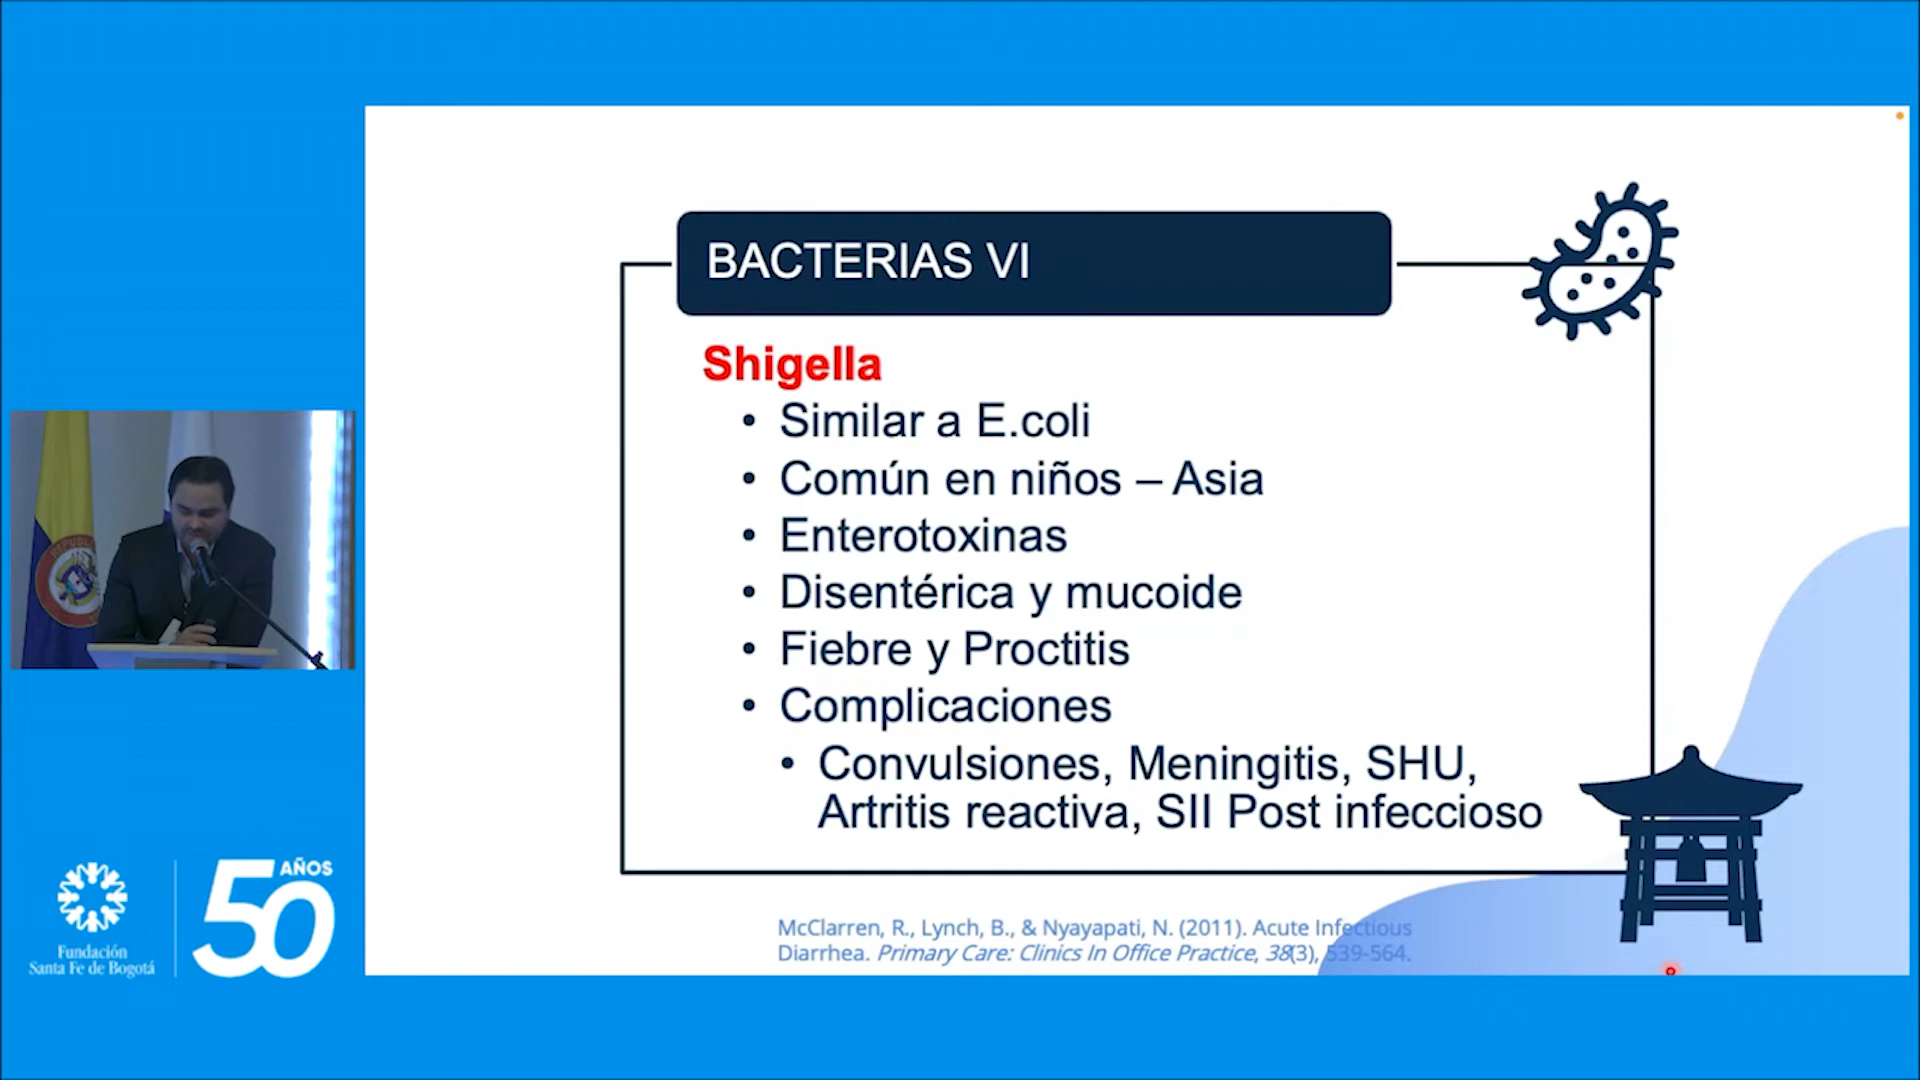 BACTERIAS VI
Shigella
• Similar a E.coli
• Común en niños – Asia
• Enterotoxinas
• Disentérica y mucoide
• Fiebre y Proctitis
• Complicaciones
• Convulsiones, Meningitis, SHU,
Artritis reactiva, SII Post infeccioso
McClarren, R., Lynch, B., & Nyayapati, N. (2011). Acute Infectious
Diarrhea. Primary Care: Clinics In Office Practice, 38(3), 539-564.
Fundación
Santa Fe de Bogotá
50 AÑOS